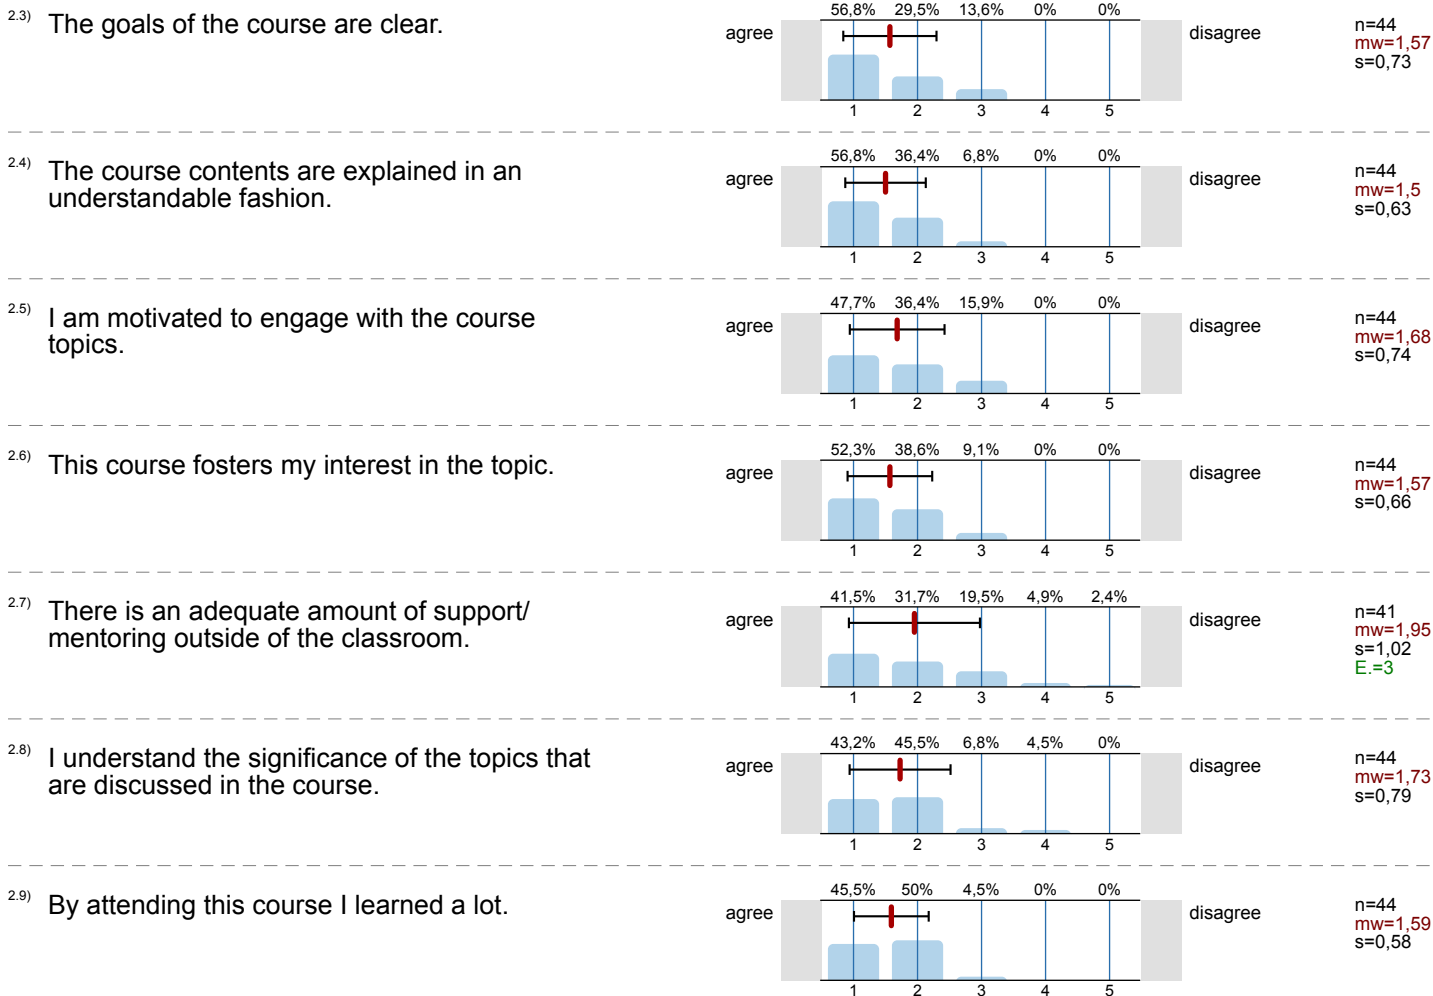 2.3) The goals of the course are clear.
56,8% 29,5% 13,6% 0% 0%
agree disagree
1 2 3 4 5
n=44
mw=1,57
s=0,73
2.4) The course contents are explained in an
understandable fashion.
56,8% 36,4% 6,8% 0% 0%
agree disagree
1 2 3 4 5
n=44
mw=1,5
s=0,63
2.5) I am motivated to engage with the course
topics.
47,7% 36,4% 15,9% 0% 0%
agree disagree
1 2 3 4 5
n=44
mw=1,68
s=0,74
2.6) This course fosters my interest in the topic.
52,3% 38,6% 9,1% 0% 0%
agree disagree
1 2 3 4 5
n=44
mw=1,57
s=0,66
2.7) There is an adequate amount of support/
mentoring outside of the classroom.
41,5% 31,7% 19,5% 4,9% 2,4%
agree disagree
1 2 3 4 5
n=41
mw=1,95
s=1,02
E.=3
2.8) I understand the significance of the topics that
are discussed in the course.
43,2% 45,5% 6,8% 4,5% 0%
agree disagree
1 2 3 4 5
n=44
mw=1,73
s=0,79
2.9) By attending this course I learned a lot.
45,5% 50% 4,5% 0% 0%
agree disagree
1 2 3 4 5
n=44
mw=1,59
s=0,58